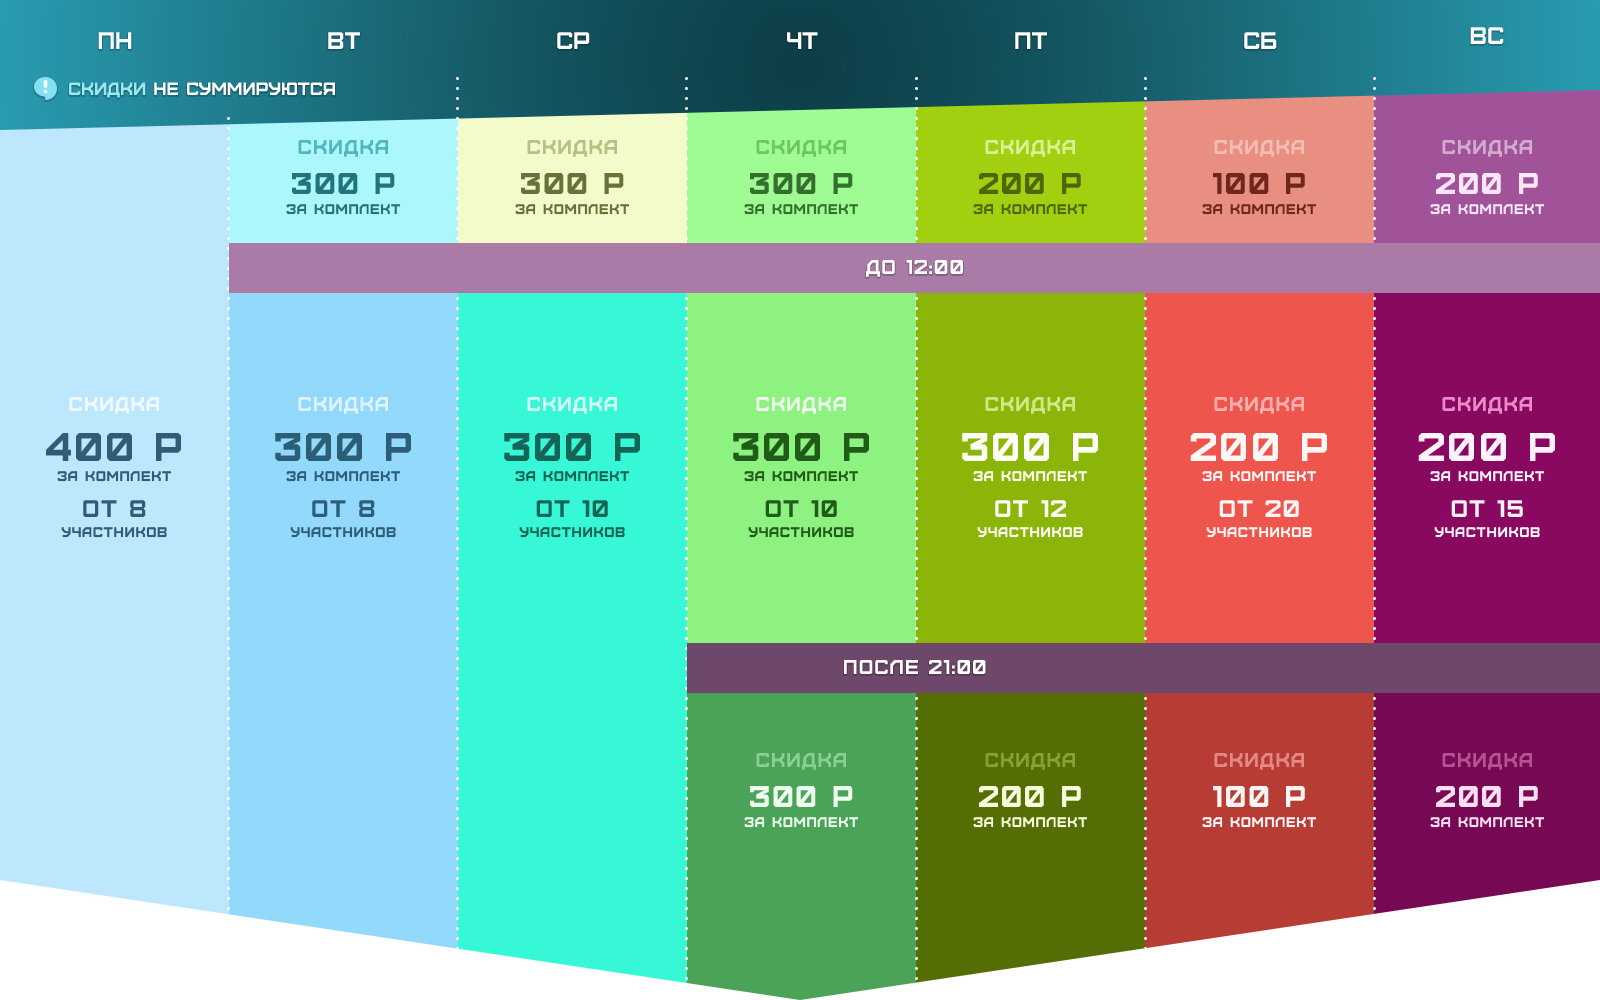 ПН ВТ СР ЧТ ПТ СБ ВС
СКИДКИ НЕ СУММИРУЮТСЯ
СКИДКА СКИДКА СКИДКА СКИДКА СКИДКА СКИДКА
300 Р 300 Р 300 Р 200 Р 100 Р 200 Р
ЗА КОМПЛЕКТ ЗА КОМПЛЕКТ ЗА КОМПЛЕКТ ЗА КОМПЛЕКТ ЗА КОМПЛЕКТ ЗА КОМПЛЕКТ
ДО 12:00
СКИДКА СКИДКА СКИДКА СКИДКА СКИДКА СКИДКА СКИДКА
400 Р 300 Р 300 Р 300 Р 300 Р 200 Р 200 Р
ЗА КОМПЛЕКТ ЗА КОМПЛЕКТ ЗА КОМПЛЕКТ ЗА КОМПЛЕКТ ЗА КОМПЛЕКТ ЗА КОМПЛЕКТ ЗА КОМПЛЕКТ
ОТ 8 ОТ 8 ОТ 10 ОТ 10 ОТ 12 ОТ 20 ОТ 15
УЧАСТНИКОВ УЧАСТНИКОВ УЧАСТНИКОВ УЧАСТНИКОВ УЧАСТНИКОВ УЧАСТНИКОВ УЧАСТНИКОВ
ПОСЛЕ 21:00
СКИДКА СКИДКА СКИДКА СКИДКА
300 Р 200 Р 100 Р 200 Р
ЗА КОМПЛЕКТ ЗА КОМПЛЕКТ ЗА КОМПЛЕКТ ЗА КОМПЛЕКТ